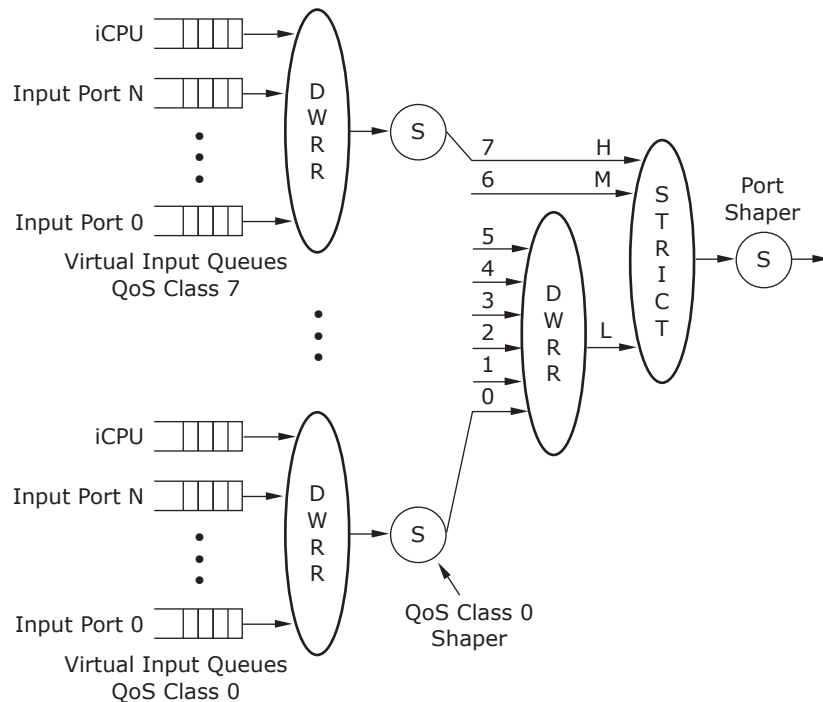 iCPU
Input Port N
Input Port 0
Virtual Input Queues
QoS Class 7
D
W
R
R
S
7
H
6
M
5
4
3
2
1
0
D
W
R
R
L
S
T
R
I
C
T
Port
Shaper
S
iCPU
Input Port N
Input Port 0
Virtual Input Queues
QoS Class 0
D
W
R
R
S
QoS Class 0
Shaper